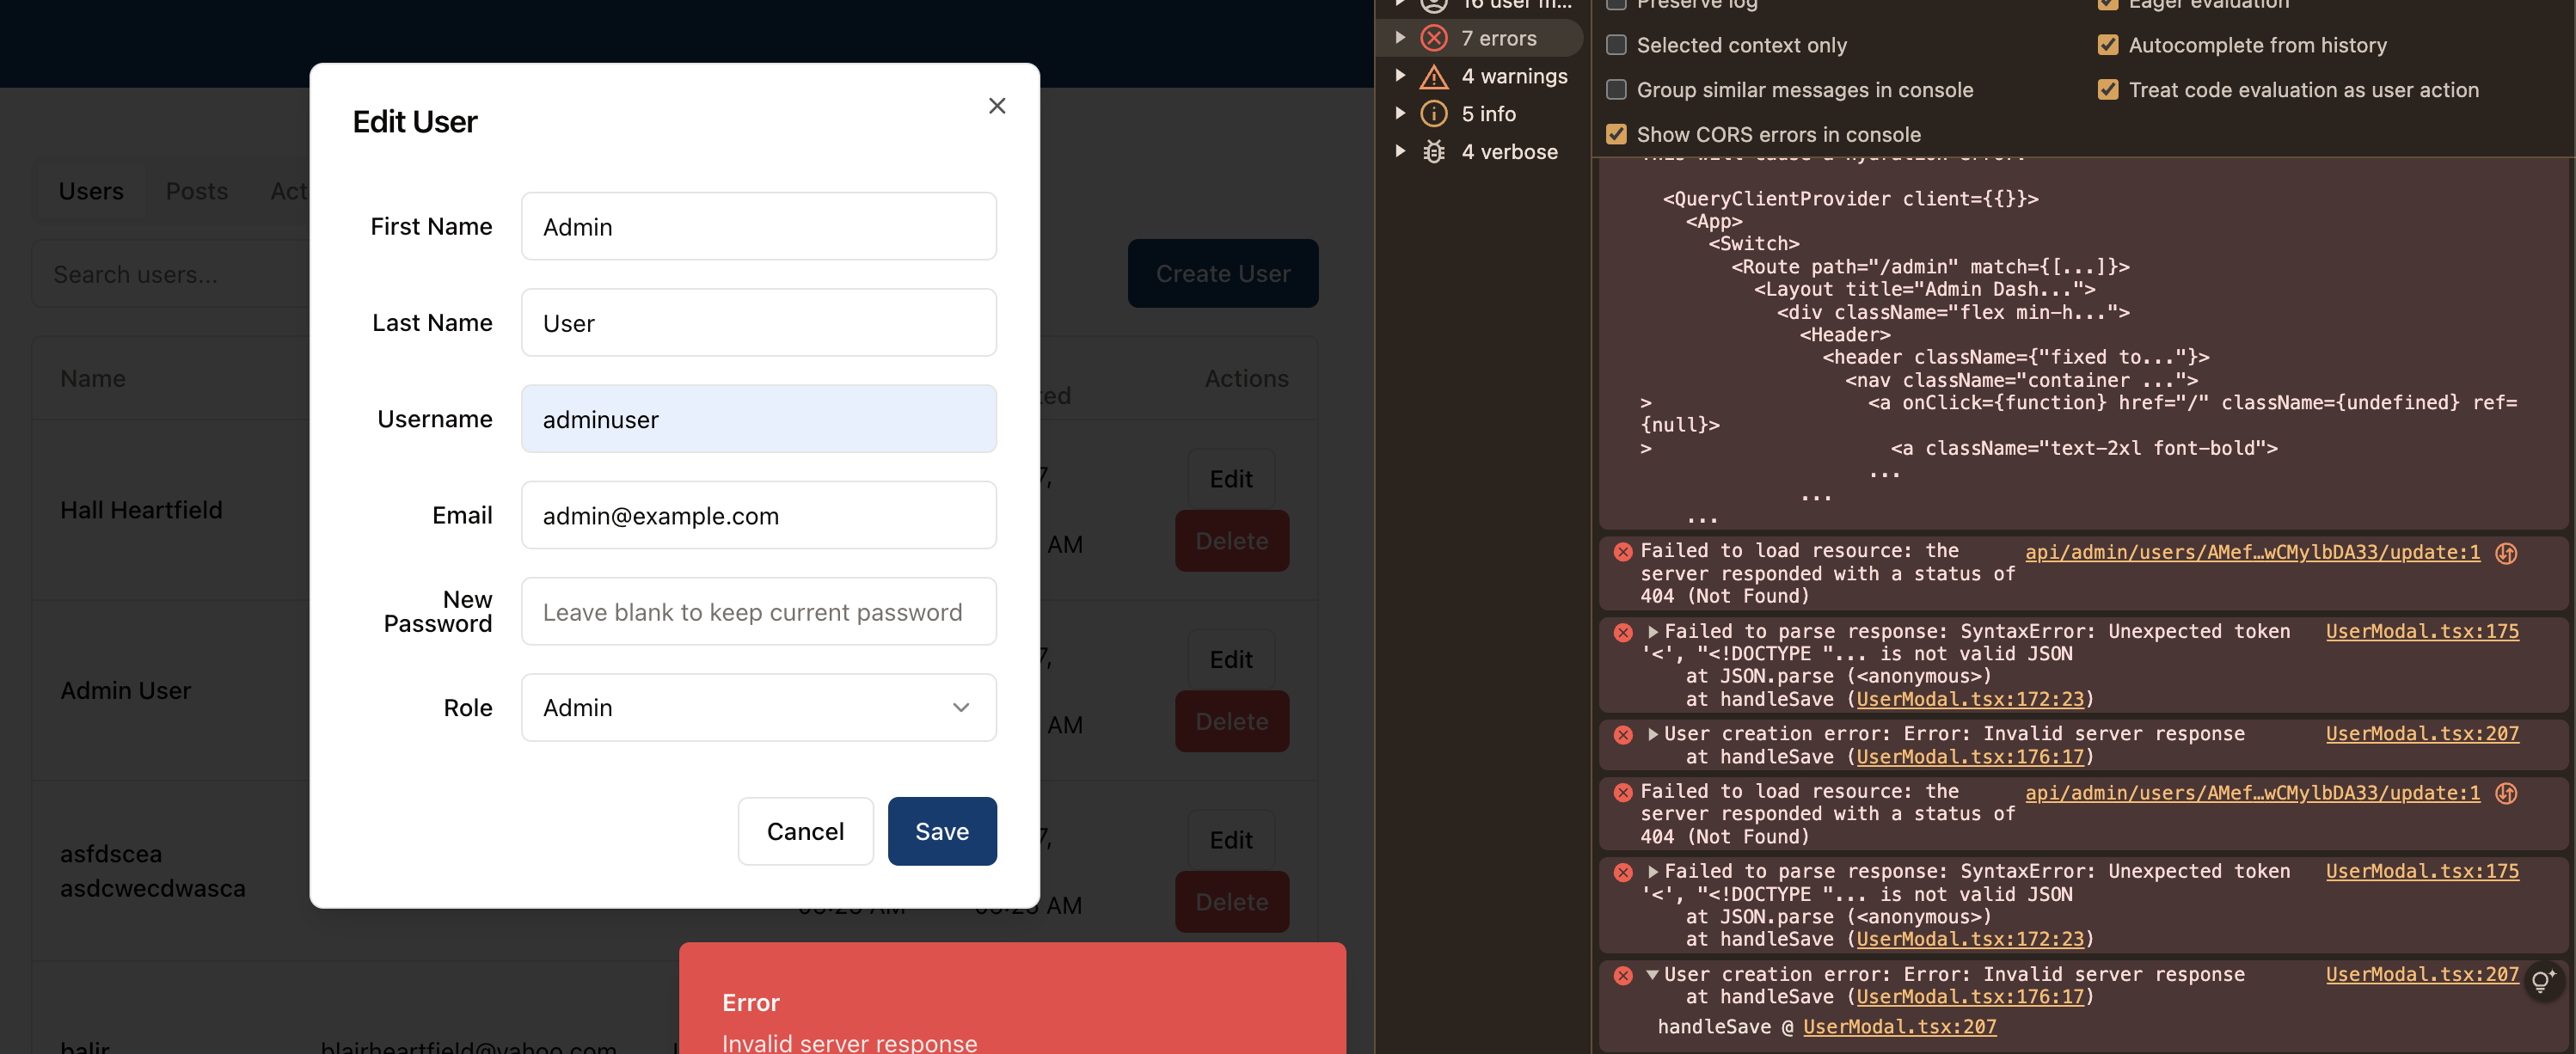 Edit User
First Name
Admin
Last Name
User
Username
adminuser
Email
admin@example.com
New
Password
Leave blank to keep current password
Role
Admin
Cancel
Save
Users
Posts
Act
Search users...
Create User
Name
ted
Actions
Hall Heartfield
7,
AM
Edit
Delete
Admin User
7,
AM
Edit
Delete
asfdscea
asdcwecdwasca
7,
AM
Edit
Delete
blairheartfield@yahoo.com
Error
Invalid server response
16 user m...
7 errors
4 warnings
5 info
4 verbose
Preserve log
Eager evaluation
Selected context only
Autocomplete from history
Group similar messages in console
Treat code evaluation as user action
Show CORS errors in console
This will cause a hydration error.
<QueryClientProvider client={{}}>
<App>
<Switch>
<Route path="/admin" match={[...]}>
<Layout title="Admin Dash...">
<div className="flex min-h...">
<Header>
<header className={"fixed to..."}>
<nav className="container ...">
> <a onClick={function} href="/" className={undefined} ref=
{null}>
> <a className="text-2xl font-bold">
...
...
...
Failed to load resource: the api/admin/users/AMef…wCMylbDA33/update:1
server responded with a status of
404 (Not Found)
Failed to parse response: SyntaxError: Unexpected token UserModal.tsx:175
'<', "<!DOCTYPE "... is not valid JSON
at JSON.parse (<anonymous>)
at handleSave (UserModal.tsx:172:23)
User creation error: Error: Invalid server response UserModal.tsx:207
at handleSave (UserModal.tsx:176:17)
Failed to load resource: the api/admin/users/AMef…wCMylbDA33/update:1
server responded with a status of
404 (Not Found)
Failed to parse response: SyntaxError: Unexpected token UserModal.tsx:175
'<', "<!DOCTYPE "... is not valid JSON
at JSON.parse (<anonymous>)
at handleSave (UserModal.tsx:172:23)
User creation error: Error: Invalid server response UserModal.tsx:207
at handleSave (UserModal.tsx:176:17)
handleSave @ UserModal.tsx:207